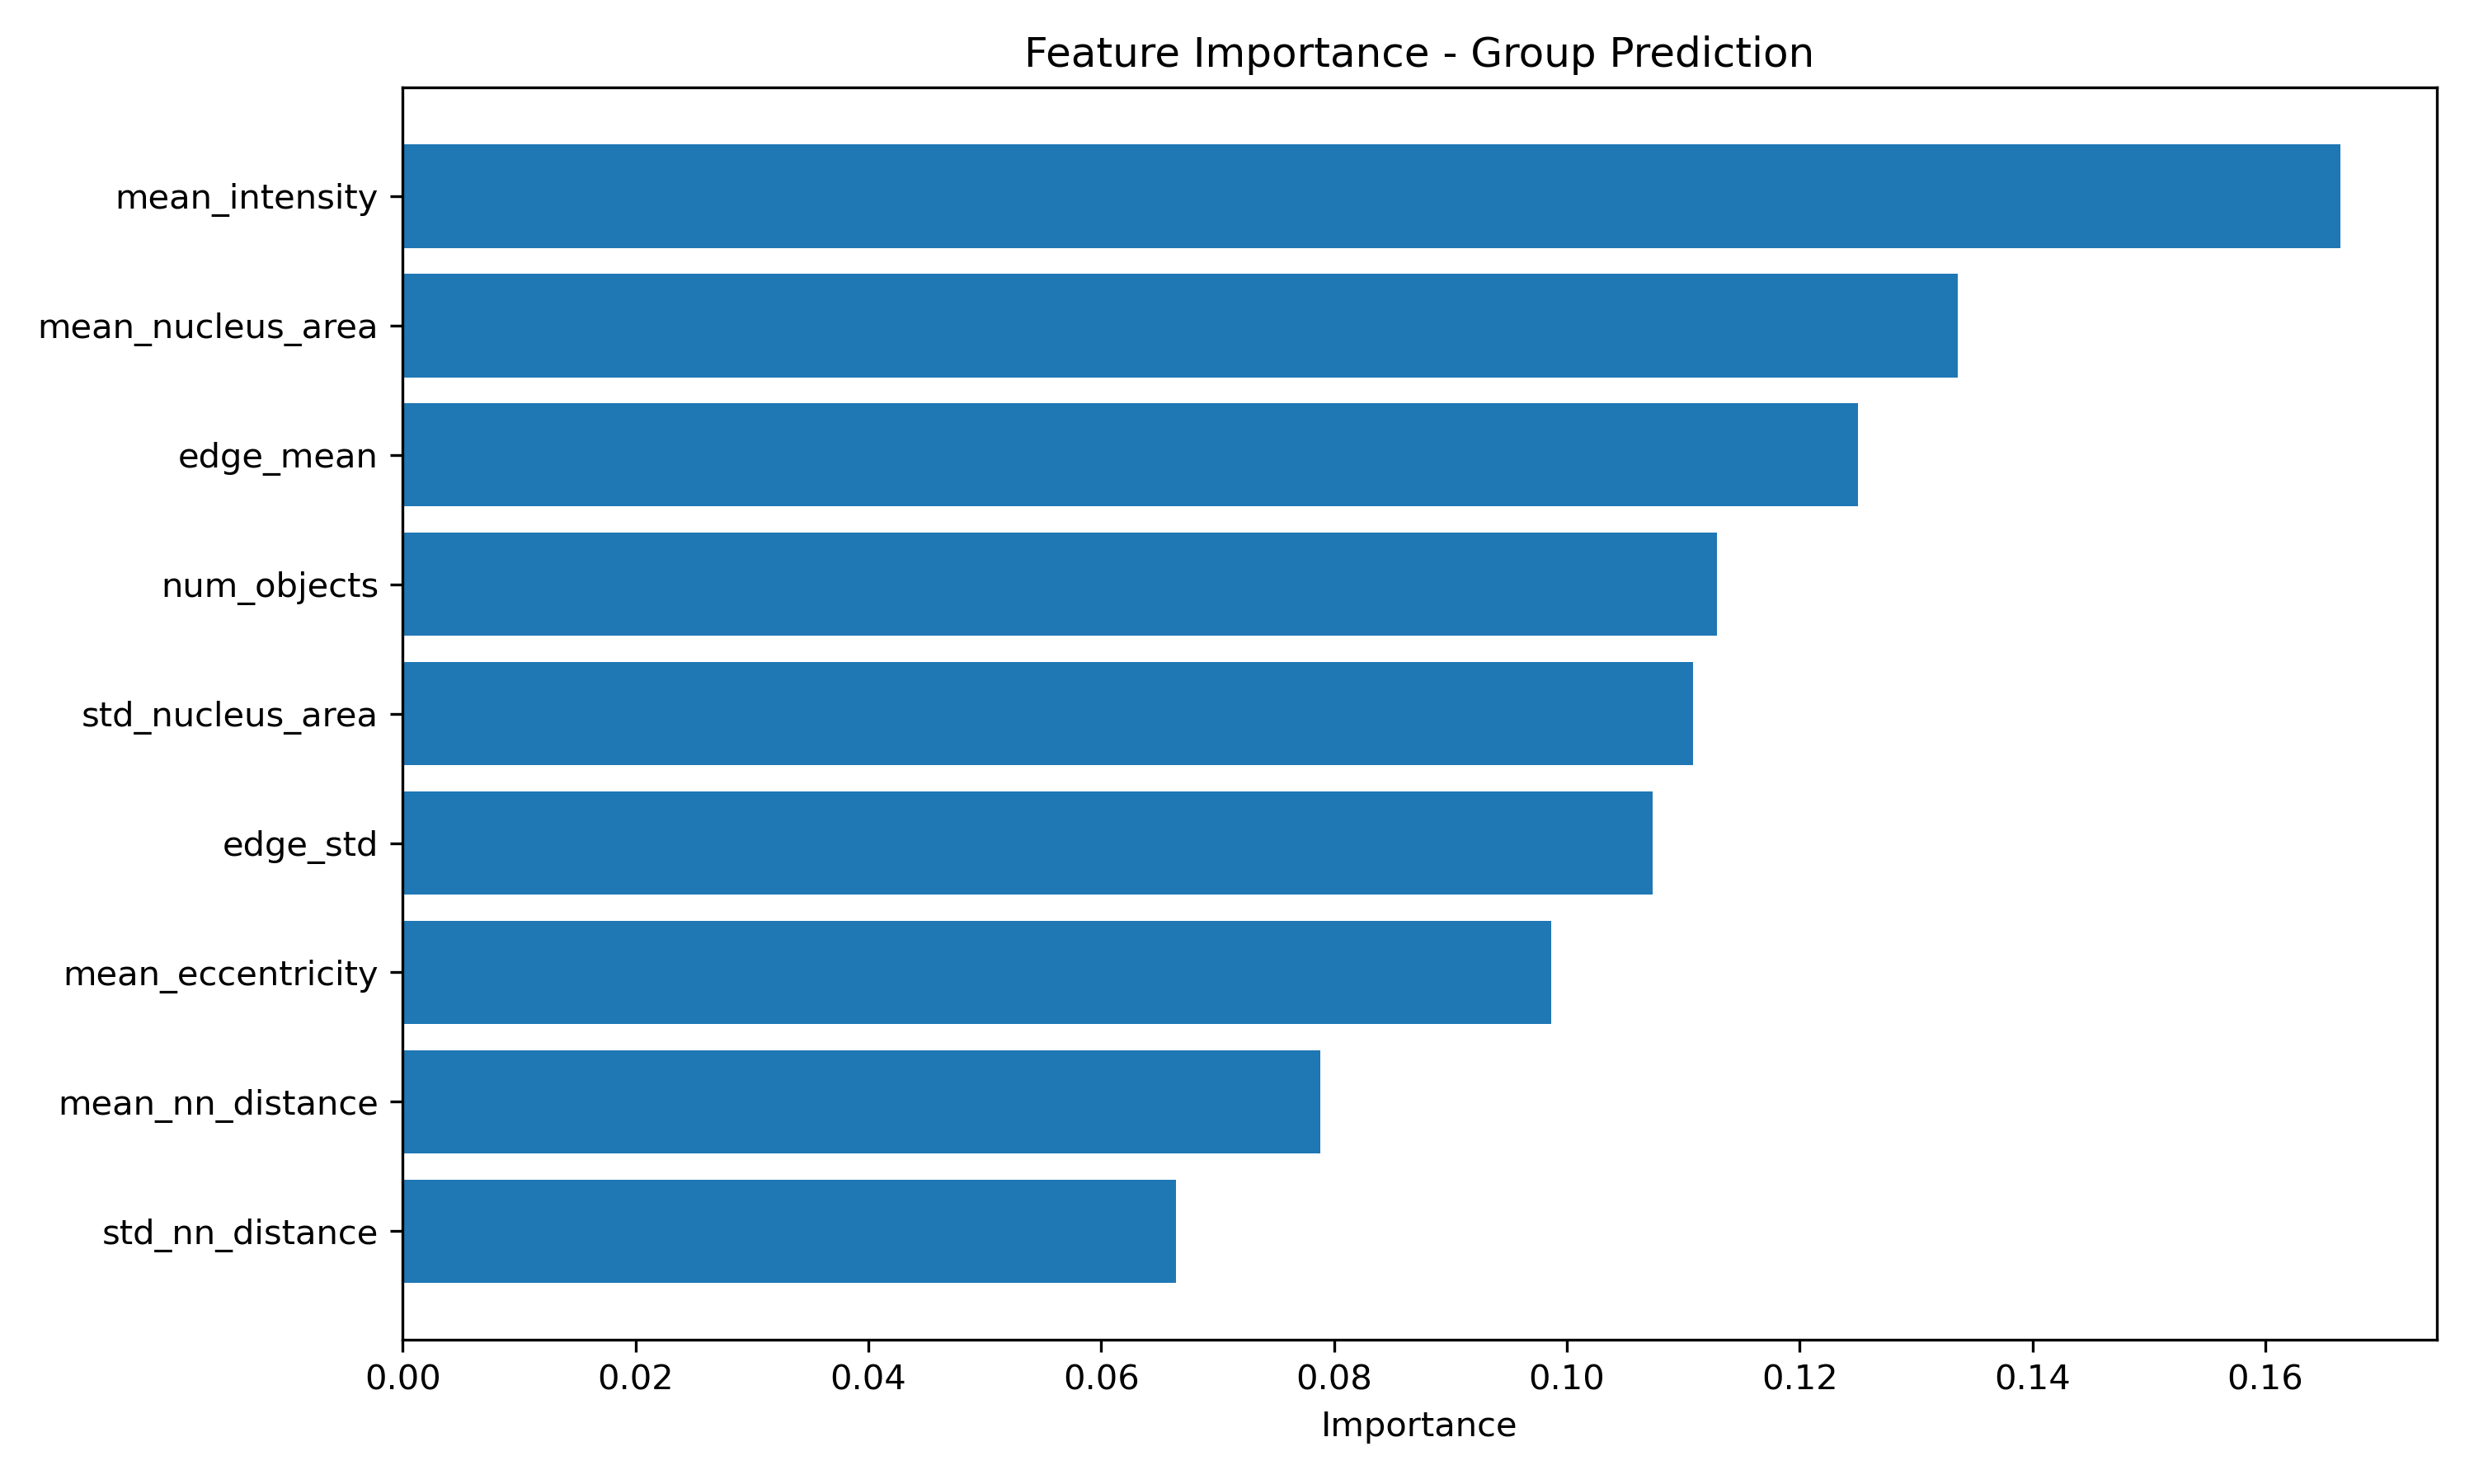 Feature Importance - Group Prediction
mean_intensity
mean_nucleus_area
edge_mean
num_objects
std_nucleus_area
edge_std
mean_eccentricity
mean_nn_distance
std_nn_distance
0.00 0.02 0.04 0.06 0.08 0.10 0.12 0.14 0.16
Importance